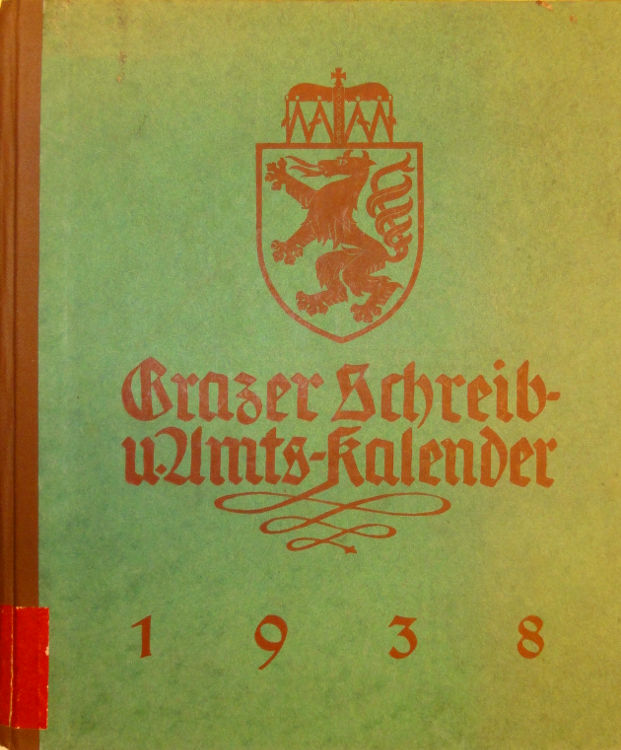 Grazer Schreib-
u. Amts-Kalender
1938